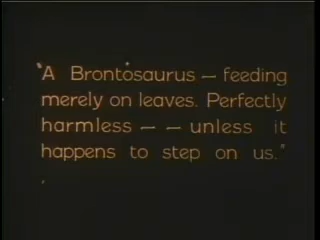 "A Brontosaurus — feeding
merely on leaves. Perfectly
harmless — — unless it
happens to step on us."